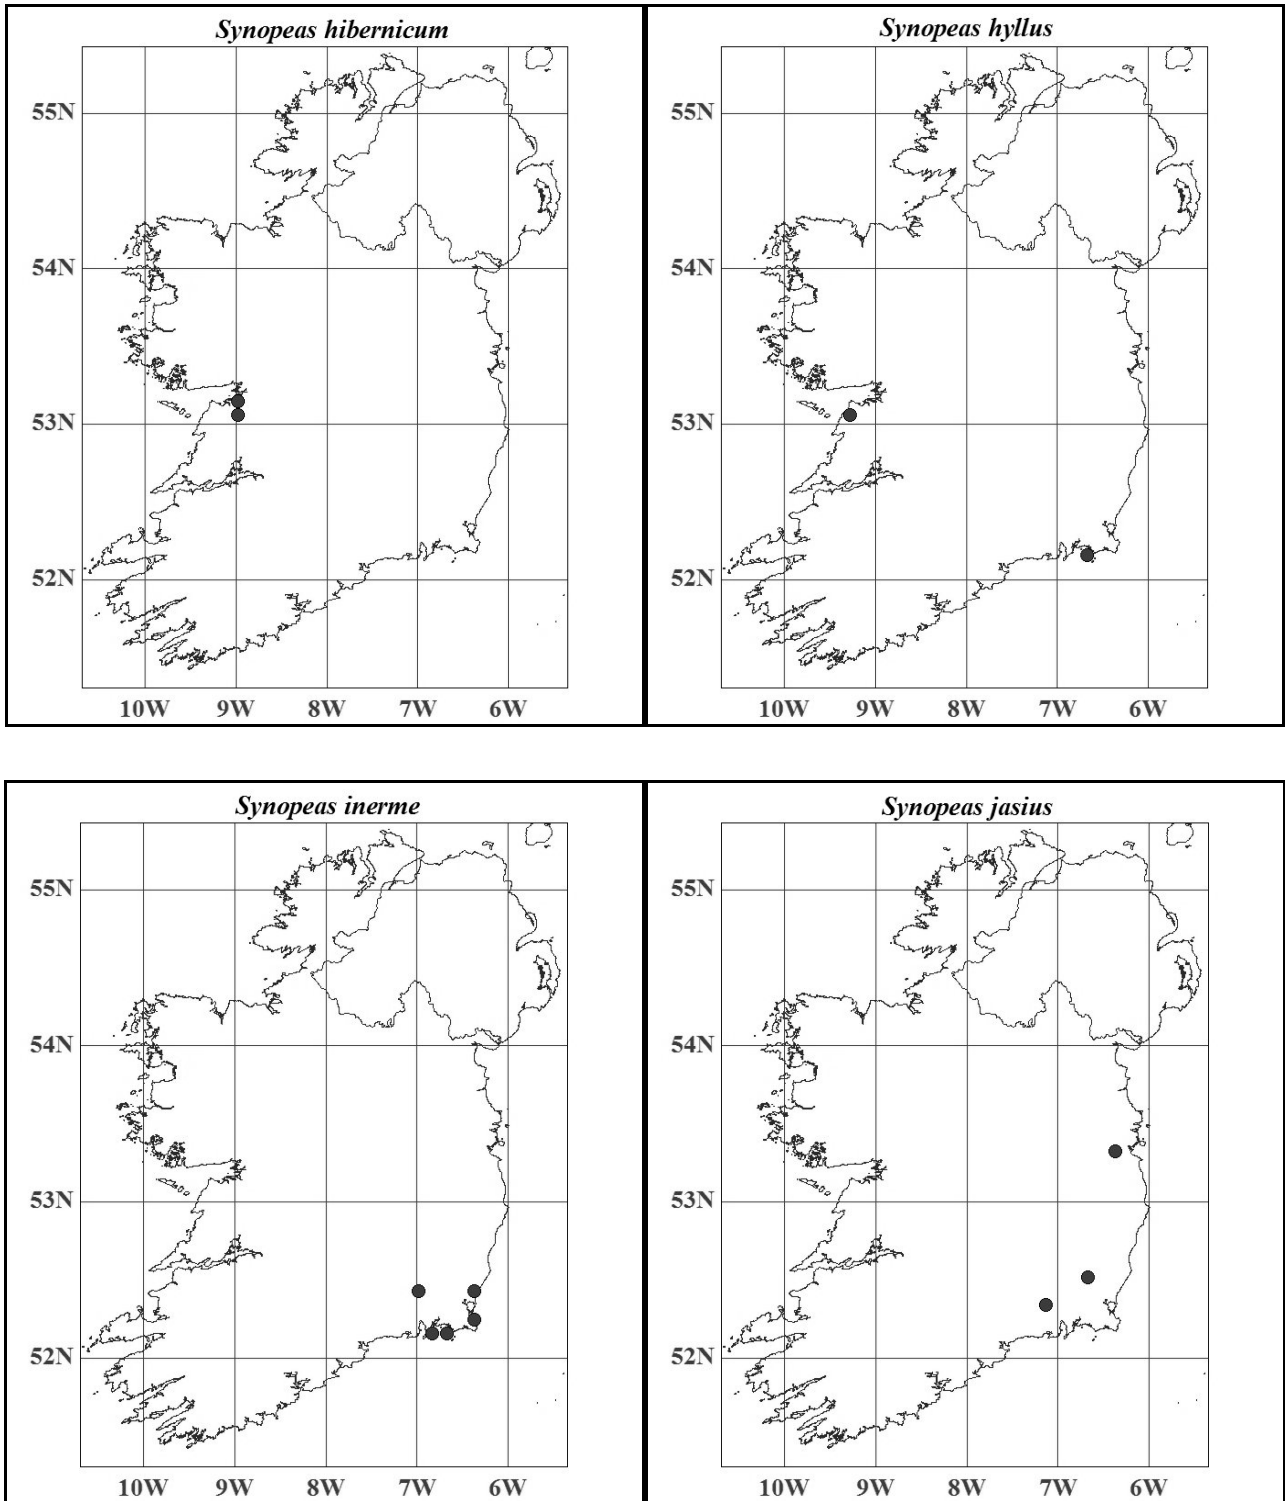 Synopeas hibernicum
55N
54N
53N
52N
10W 9W 8W 7W 6W
Synopeas hyllus
55N
54N
53N
52N
10W 9W 8W 7W 6W
Synopeas inerme
55N
54N
53N
52N
10W 9W 8W 7W 6W
Synopeas jasius
55N
54N
53N
52N
10W 9W 8W 7W 6W